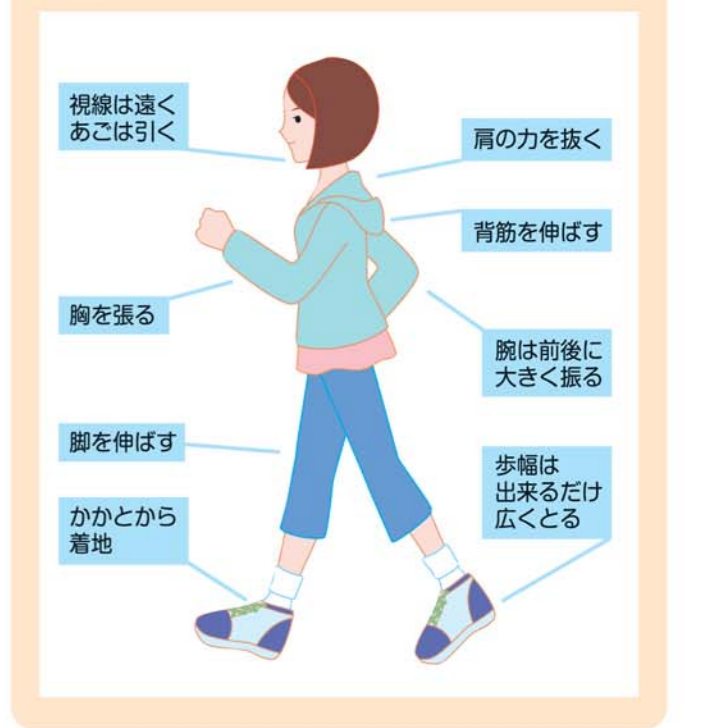 視線は遠く
あごは引く
肩の力を抜く
背筋を伸ばす
胸を張る
腕は前後に
大きく振る
脚を伸ばす
歩幅は
出来るだけ
広くとる
かかとから
着地